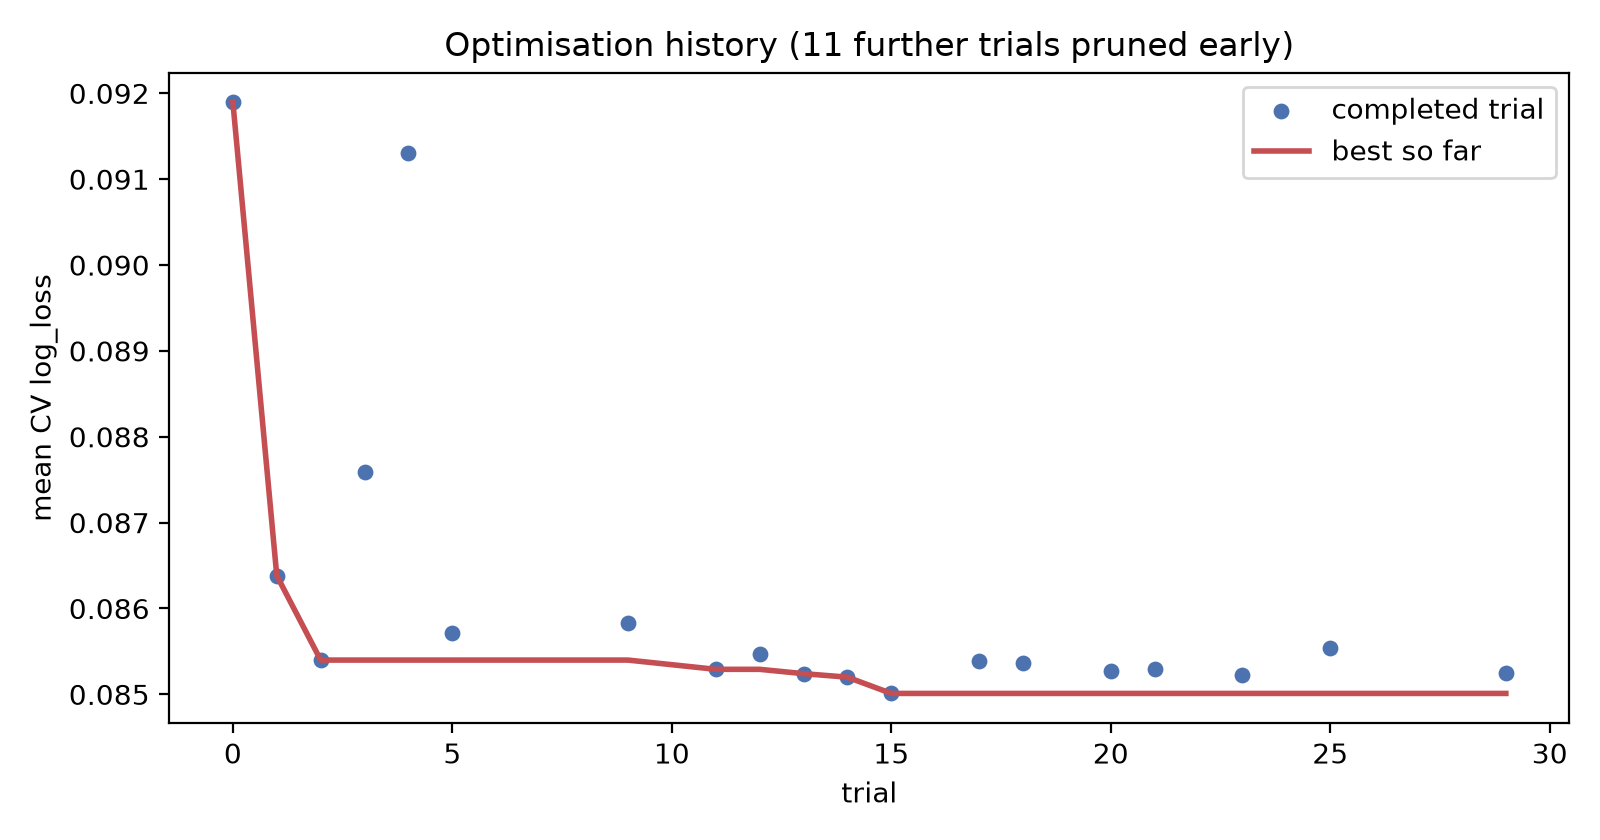 Optimisation history (11 further trials pruned early)
completed trial
best so far
mean CV log_loss
0.092
0.091
0.090
0.089
0.088
0.087
0.086
0.085
0 5 10 15 20 25 30
trial